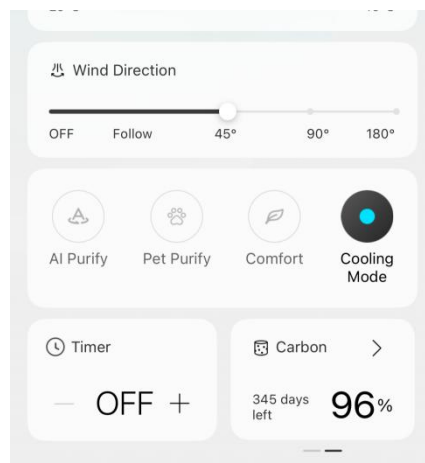 Wind Direction
OFF Follow 45° 90° 180°
AI Purify Pet Purify Comfort Cooling
Mode
Timer
Carbon
OFF
345 days
left
96%